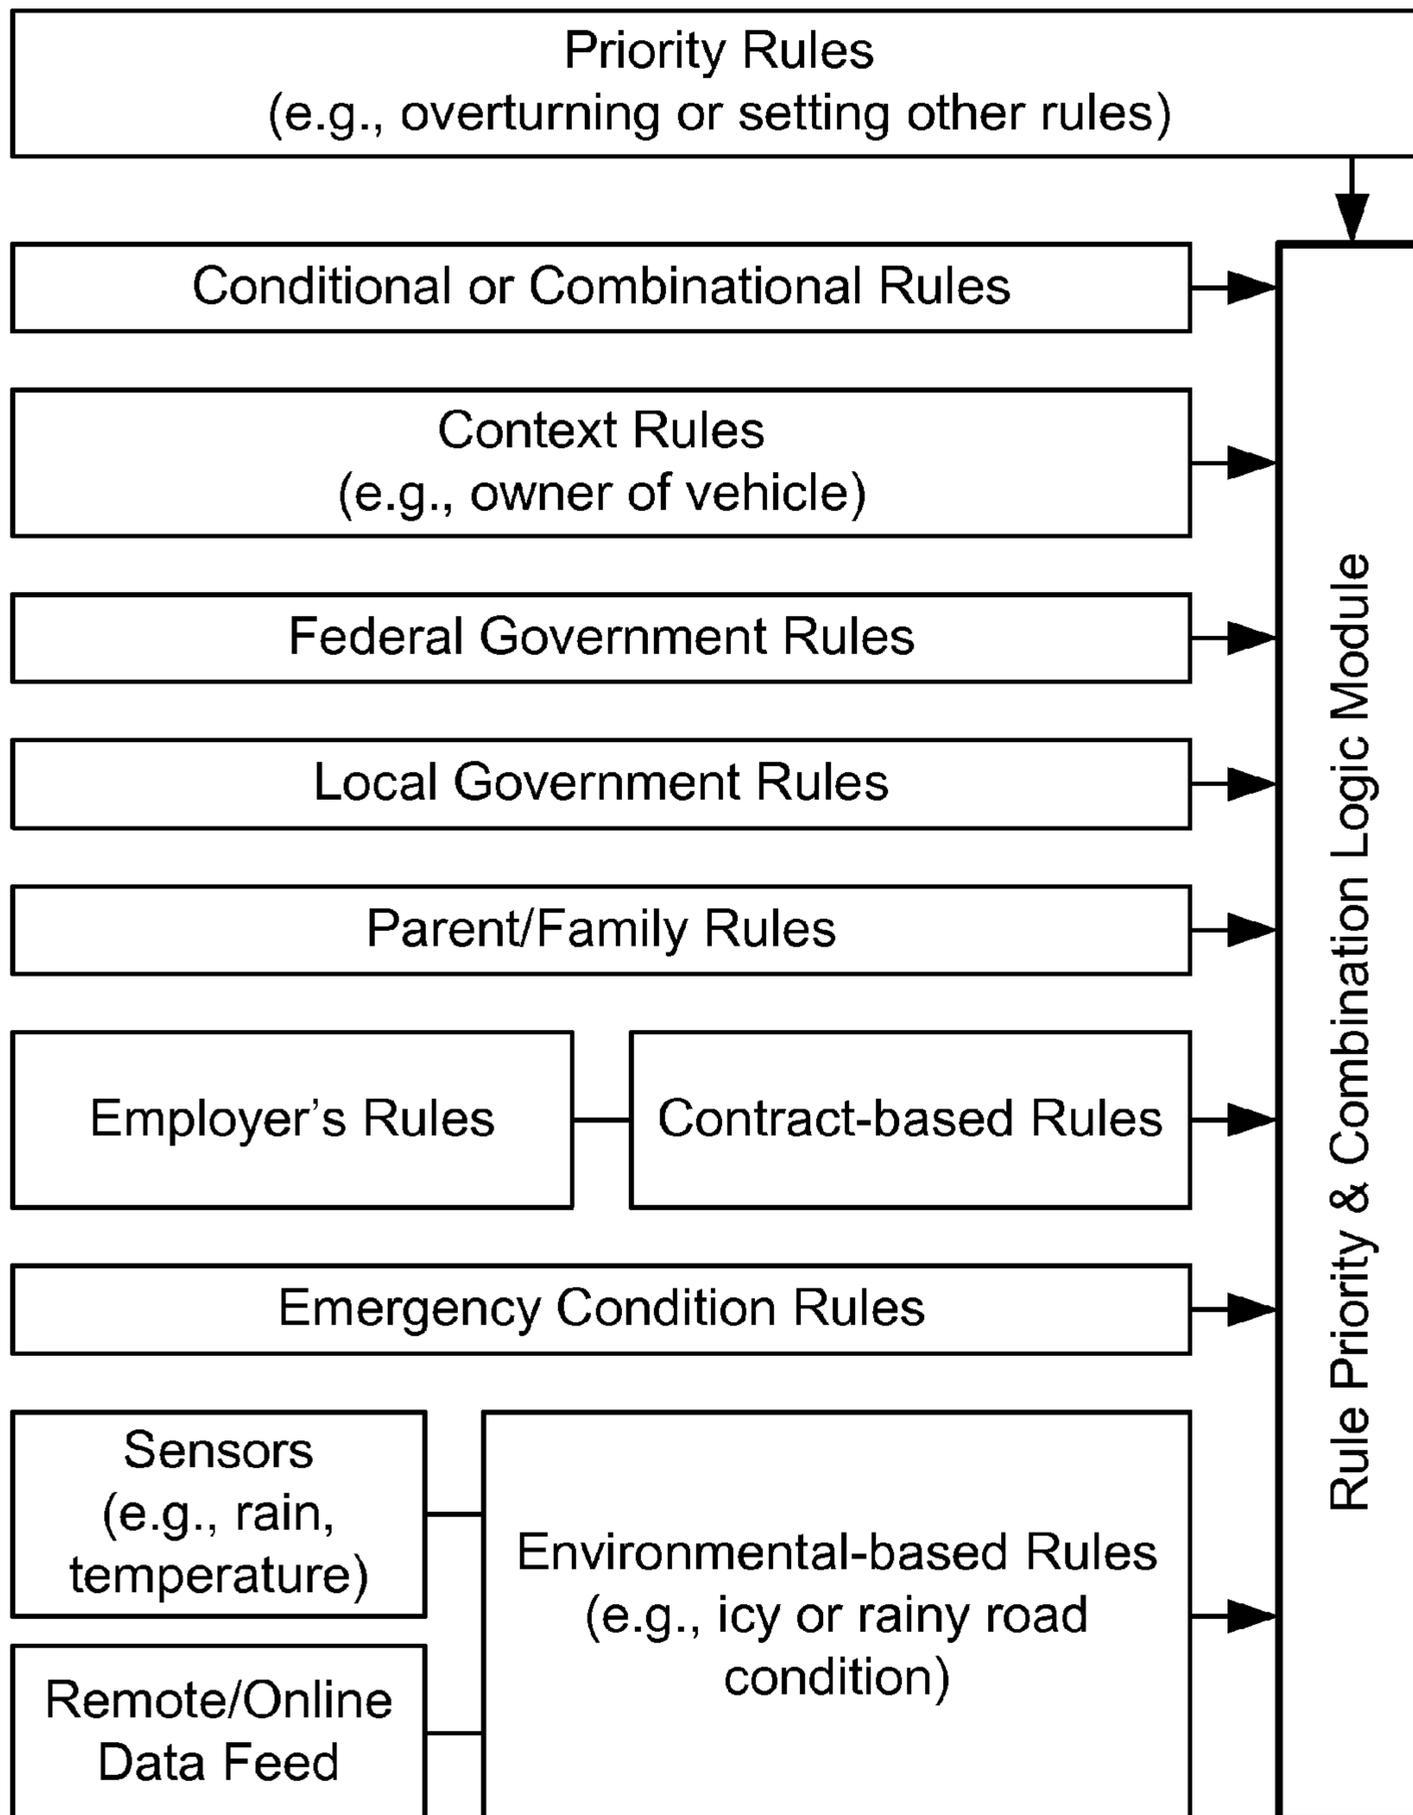 Priority Rules
(e.g., overturning or setting other rules)
Conditional or Combinational Rules
Context Rules
(e.g., owner of vehicle)
Federal Government Rules
Local Government Rules
Parent/Family Rules
Employer’s Rules
Contract-based Rules
Emergency Condition Rules
Sensors
(e.g., rain,
temperature)
Remote/Online
Data Feed
Environmental-based Rules
(e.g., icy or rainy road
condition)
Rule Priority & Combination Logic Module